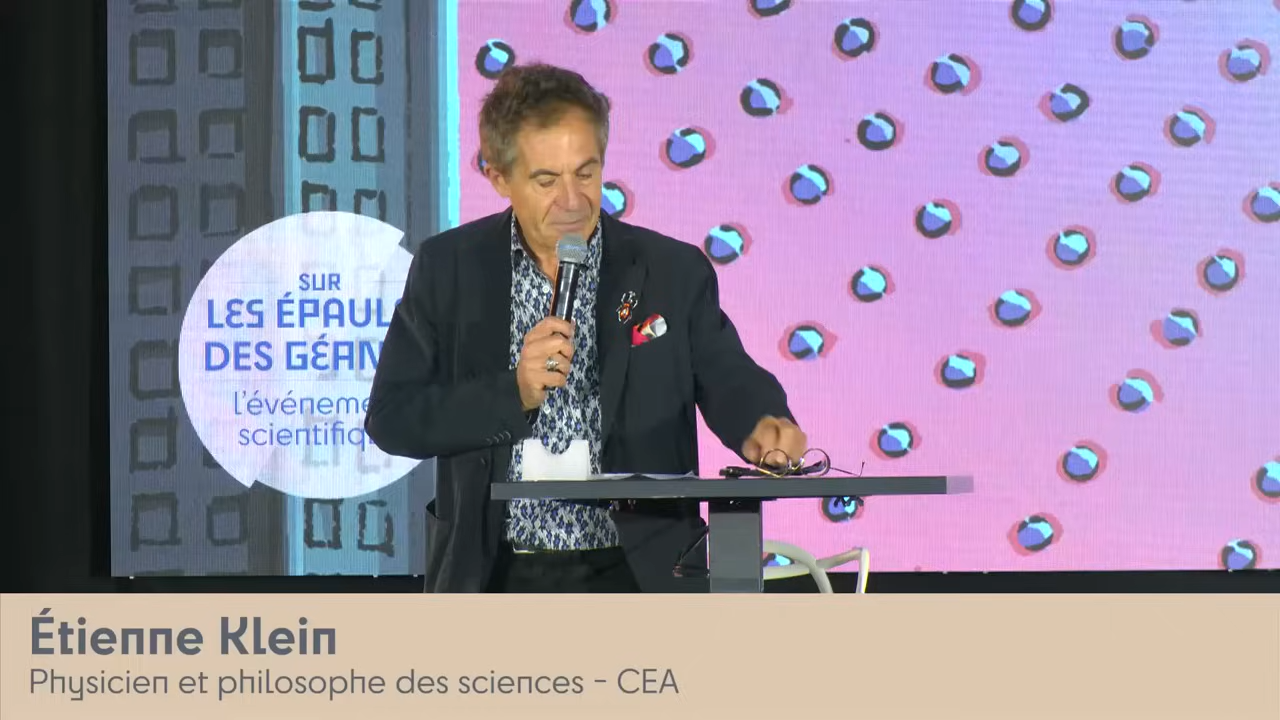 SUR
LES ÉPAUL
DES GÉAN
l'événeme
scientifiq
Étienne Klein
Physicien et philosophe des sciences - CEA